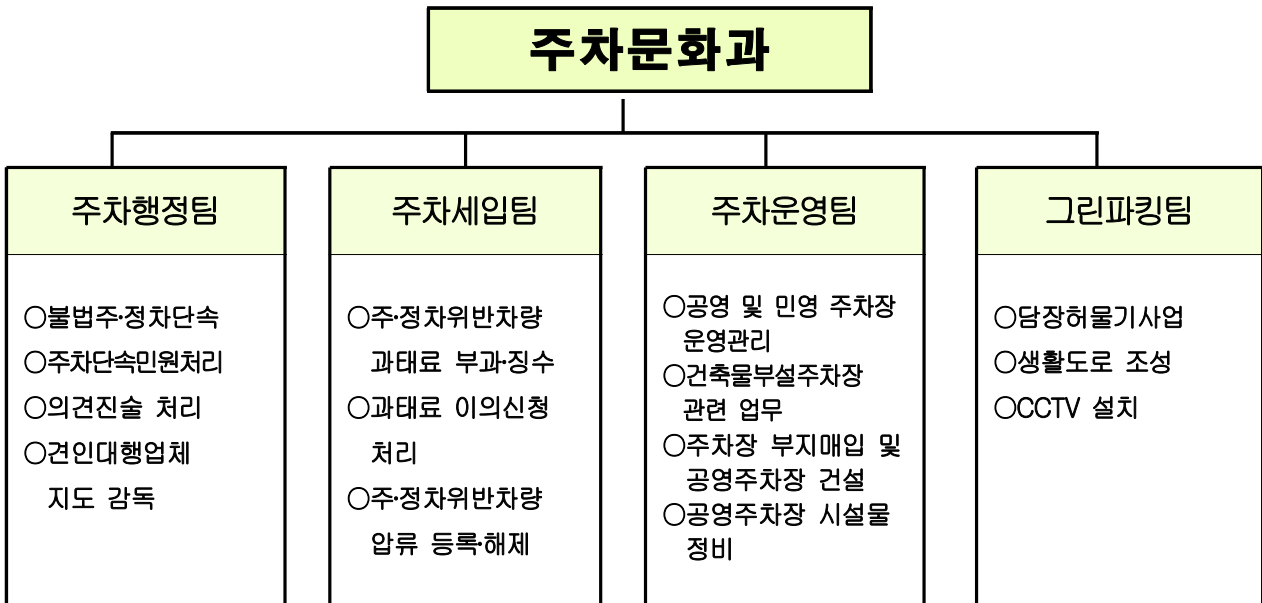 주차문화과
주차행정팀
○불법주·정차단속
○주차단속민원처리
○의견진술 처리
○견인대행업체
지도 감독
주차세입팀
○주·정차위반차량
과태료 부과·징수
○과태료 이의신청
처리
○주·정차위반차량
압류 등록·해제
주차운영팀
○공영 및 민영 주차장
운영관리
○건축물부설주차장
관련 업무
○주차장 부지매입 및
공영주차장 건설
○공영주차장 시설물
정비
그린파킹팀
○담장허물기사업
○생활도로 조성
○CCTV 설치